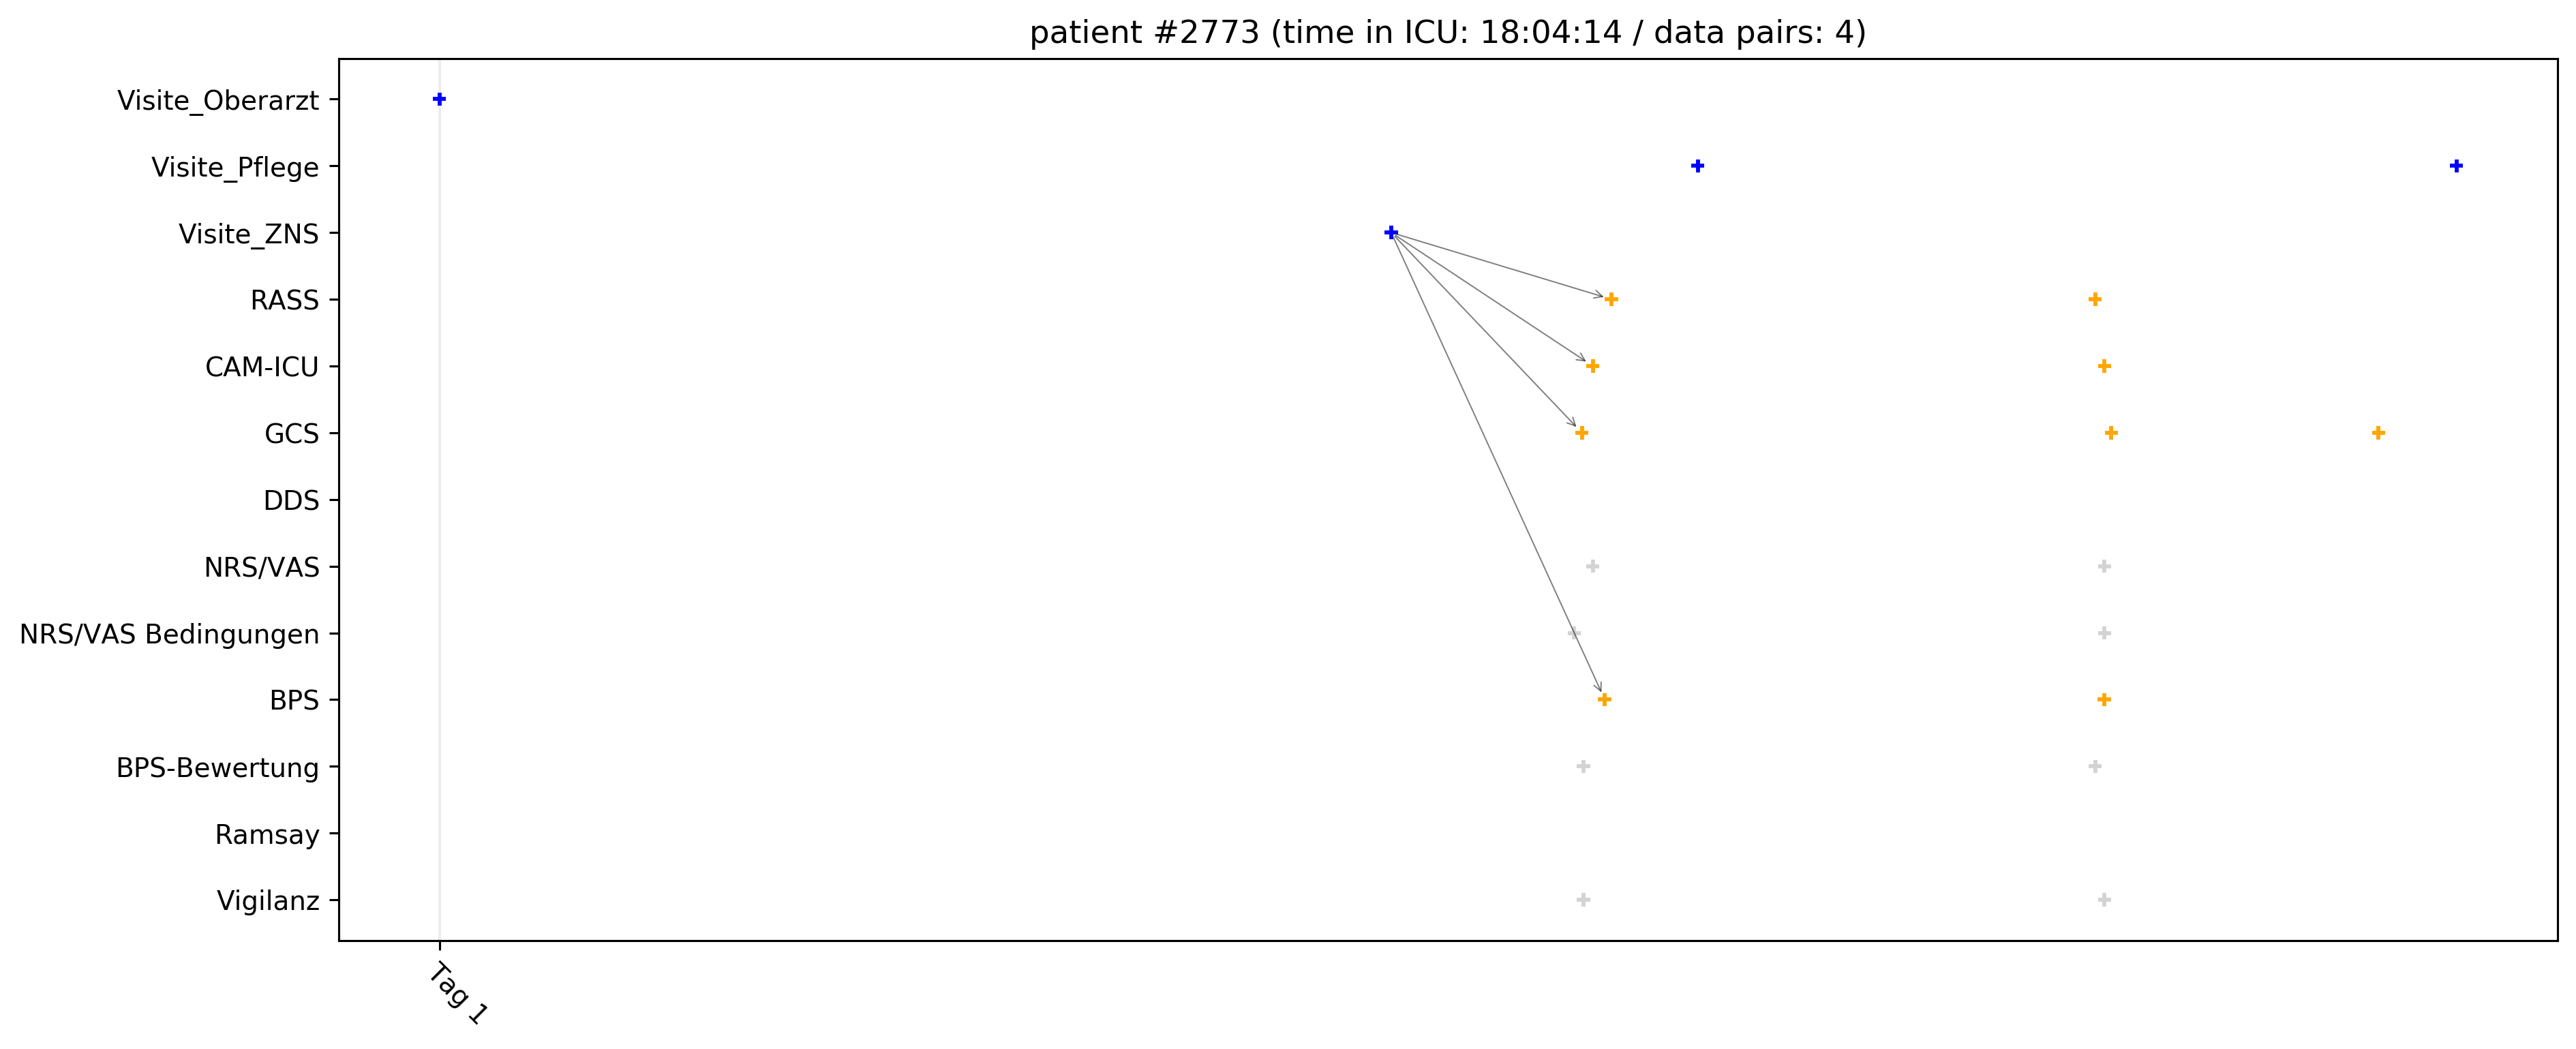 patient #2773 (time in ICU: 18:04:14 / data pairs: 4)
Visite_Oberarzt
Visite_Pflege
Visite_ZNS
RASS
CAM-ICU
GCS
DDS
NRS/VAS
NRS/VAS Bedingungen
BPS
BPS-Bewertung
Ramsay
Vigilanz
Tag 1